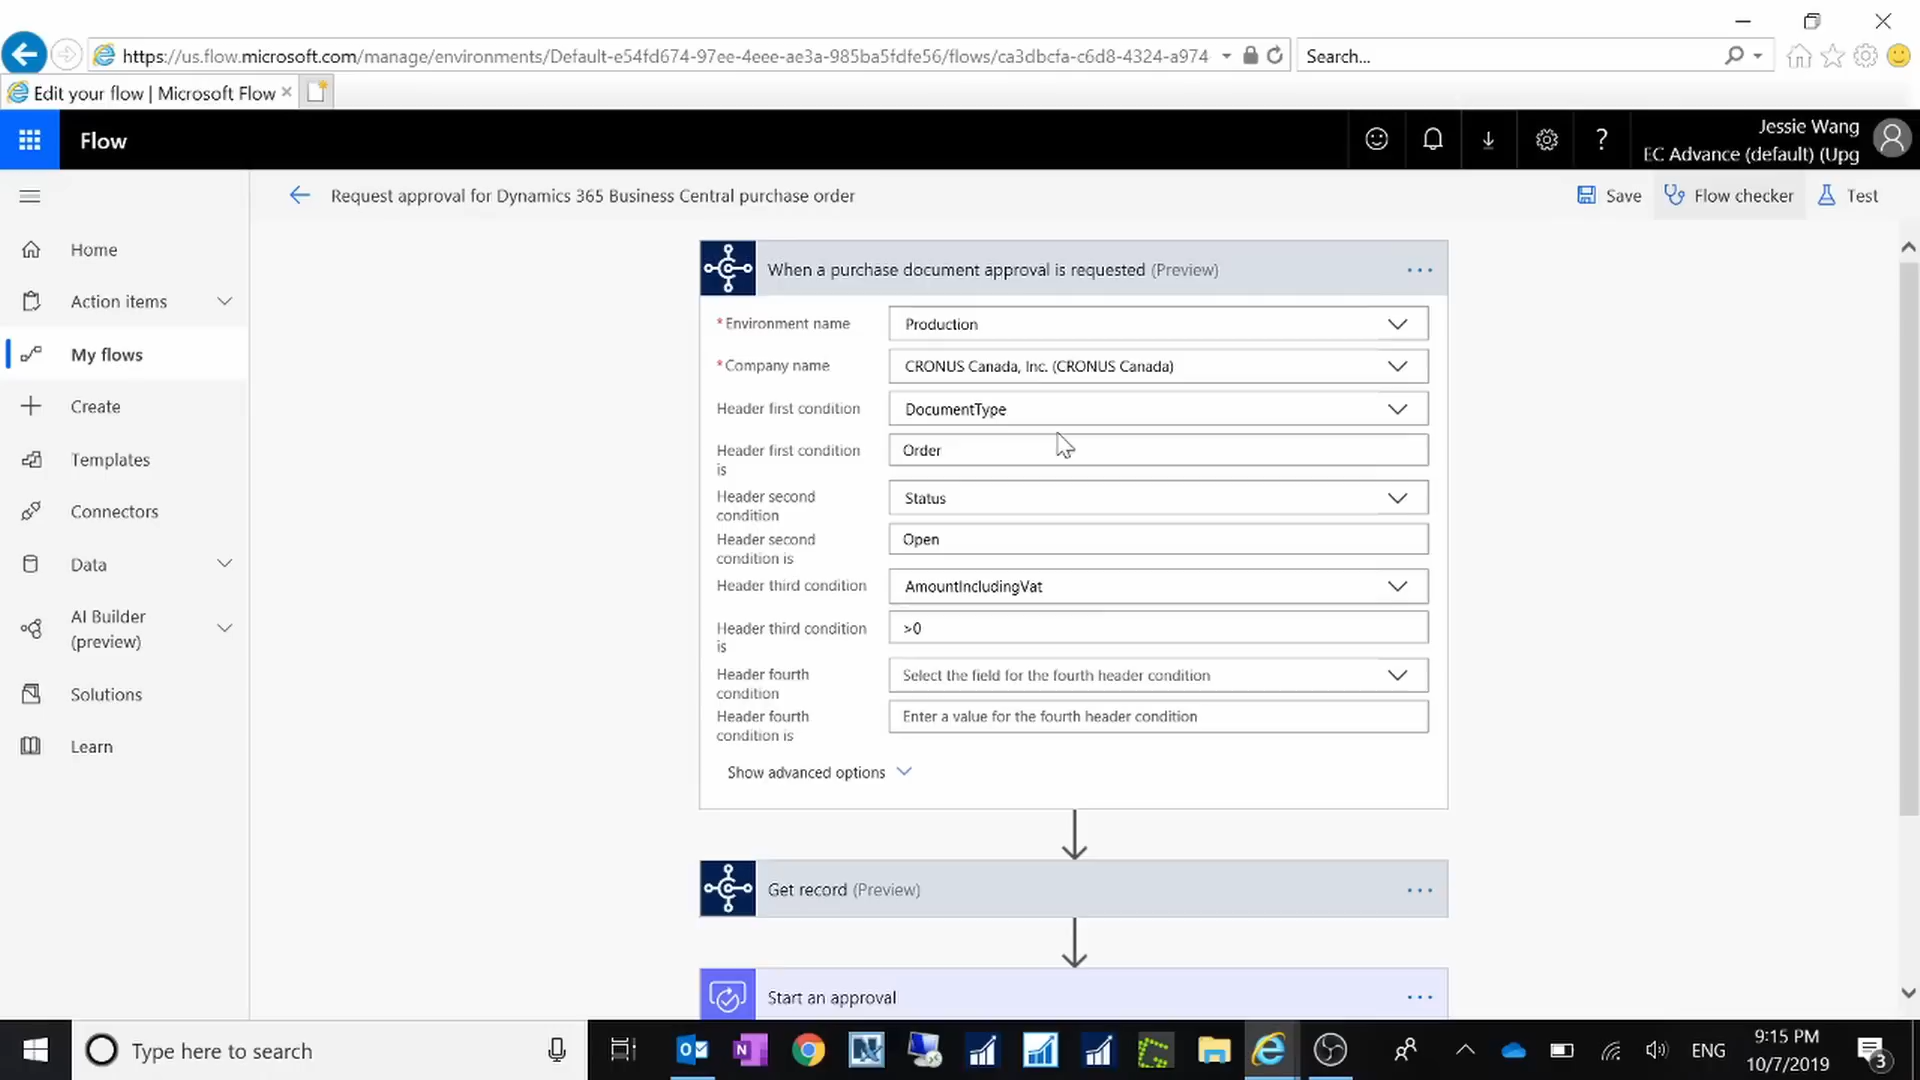 https://us.flow.microsoft.com/manage/environments/Default-e54fd674-97ee-4eee-ae3a-985ba5fdfe56/flows/ca3dbcfa-c6d8-4324-a974
Search...
Edit your flow | Microsoft Flow
Flow
Jessie Wang
EC Advance (default) (Upg
Request approval for Dynamics 365 Business Central purchase order
Save
Flow checker
Test
Home
Action items
My flows
Create
Templates
Connectors
Data
AI Builder
(preview)
Solutions
Learn
When a purchase document approval is requested (Preview)
* Environment name
Production
* Company name
CRONUS Canada, Inc. (CRONUS Canada)
Header first condition
DocumentType
Header first condition
is
Order
Header second
condition
Status
Header second
condition is
Open
Header third condition
AmountIncludingVat
Header third condition
is
>0
Header fourth
condition
Select the field for the fourth header condition
Header fourth
condition is
Enter a value for the fourth header condition
Show advanced options
Get record (Preview)
Start an approval
Type here to search
ENG
9:15 PM
10/7/2019
3